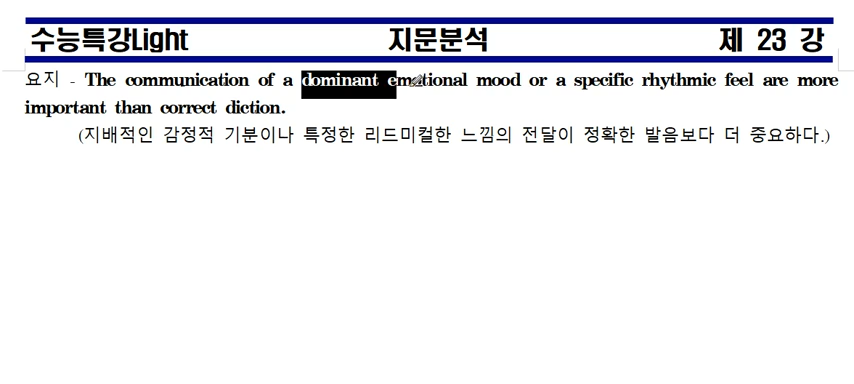 수능특강Light 지문분석 제 23 강
요지 - The communication of a dominant emotional mood or a specific rhythmic feel are more
important than correct diction.
(지배적인 감정적 기분이나 특정한 리드미컬한 느낌의 전달이 정확한 발음보다 더 중요하다.)